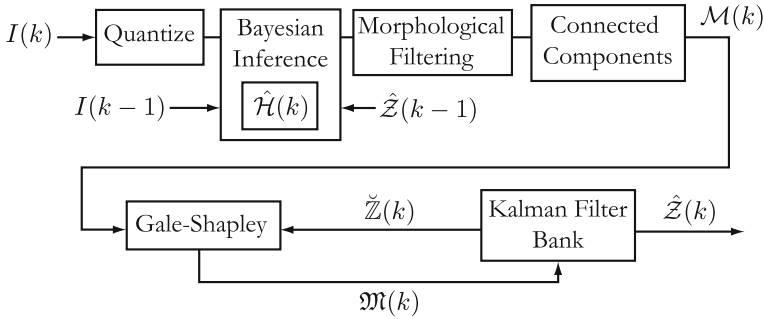 I(k)
Quantize
Bayesian
Inference
Ĥ(k)
Morphological
Filtering
Connected
Components
ℳ(k)
I(k − 1)
𝒵̂(k − 1)
Gale-Shapley
ℤ̆(k)
Kalman Filter
Bank
𝒵̂(k)
𝔐(k)